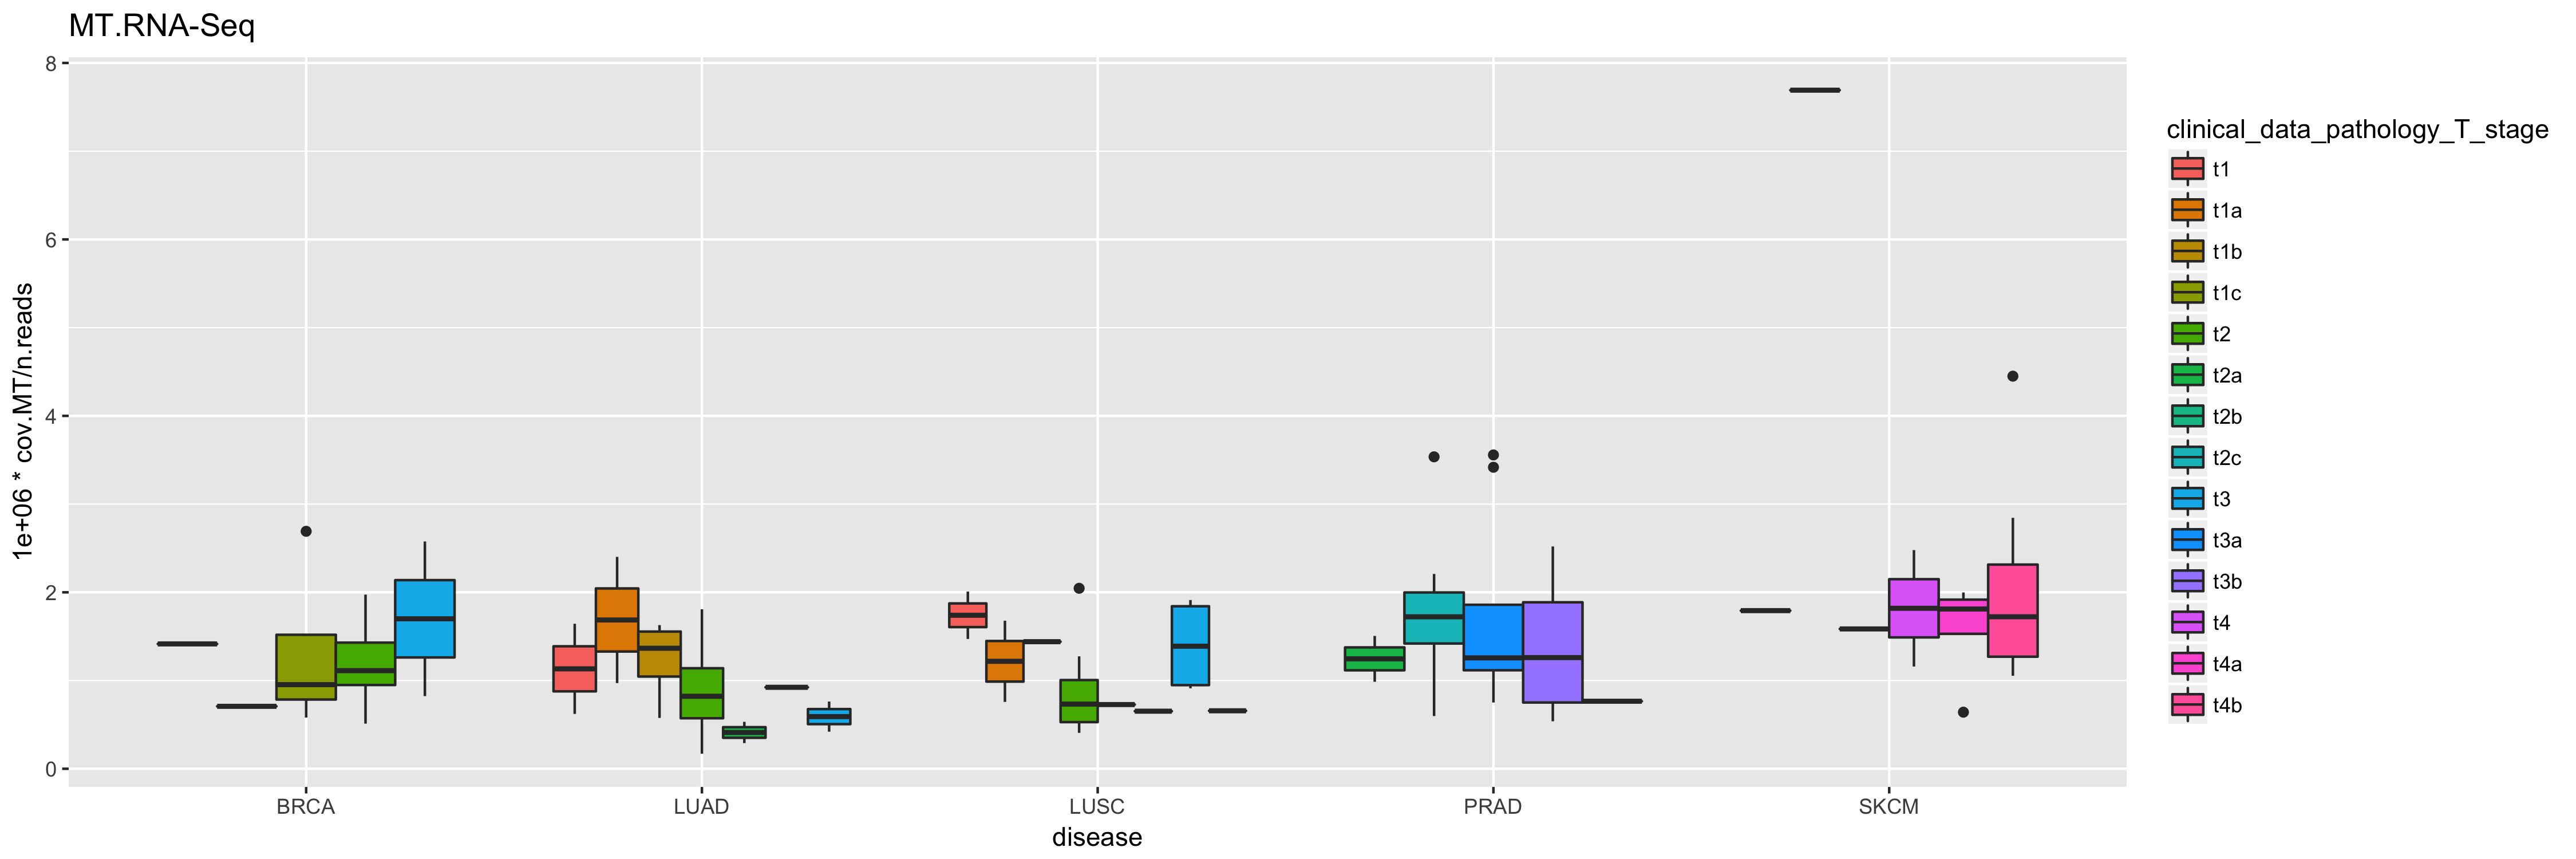 MT.RNA-Seq
1e+06 * cov.MT/n.reads
8
6
4
2
0
BRCA
LUAD
LUSC
PRAD
SKCM
disease
clinical_data_pathology_T_stage
t1
t1a
t1b
t1c
t2
t2a
t2b
t2c
t3
t3a
t3b
t4
t4a
t4b